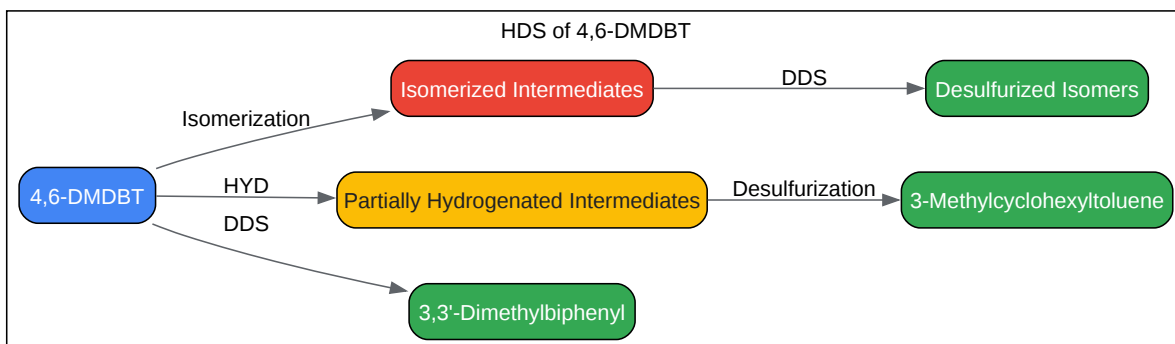 HDS of 4,6-DMDBT
Isomerized Intermediates
DDS
Desulfurized Isomers
Isomerization
4,6-DMDBT
HYD
Partially Hydrogenated Intermediates
Desulfurization
3-Methylcyclohexyltoluene
DDS
3,3'-Dimethylbiphenyl